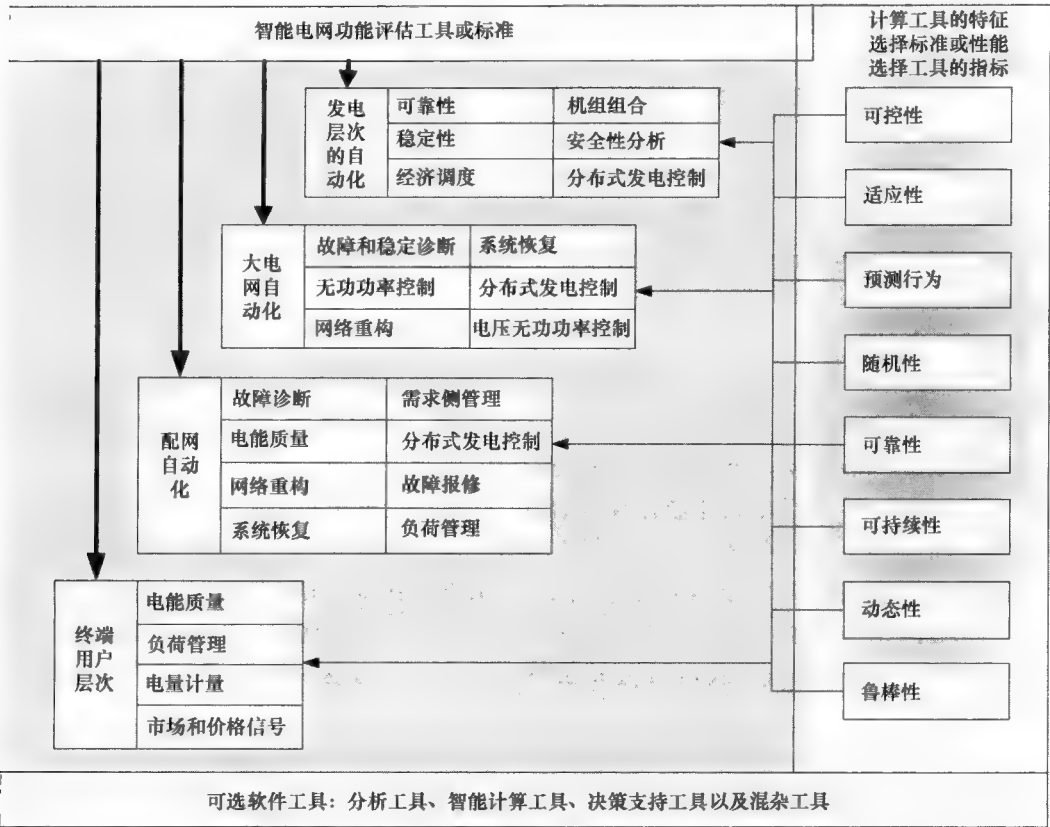 智能电网功能评估工具或标准
计算工具的特征
选择标准或性能
选择工具的指标
发电
层次
的自
动化
可靠性
机组组合
稳定性
安全性分析
经济调度
分布式发电控制
大电
网自
动化
故障和稳定诊断
系统恢复
无功功率控制
分布式发电控制
网络重构
电压无功功率控制
配网
自动
化
故障诊断
需求侧管理
电能质量
分布式发电控制
网络重构
故障报修
系统恢复
负荷管理
终端
用户
层次
电能质量
负荷管理
电量计量
市场和价格信号
可控性
适应性
预测行为
随机性
可靠性
可持续性
动态性
鲁棒性
可选软件工具：分析工具、智能计算工具、决策支持工具以及混杂工具